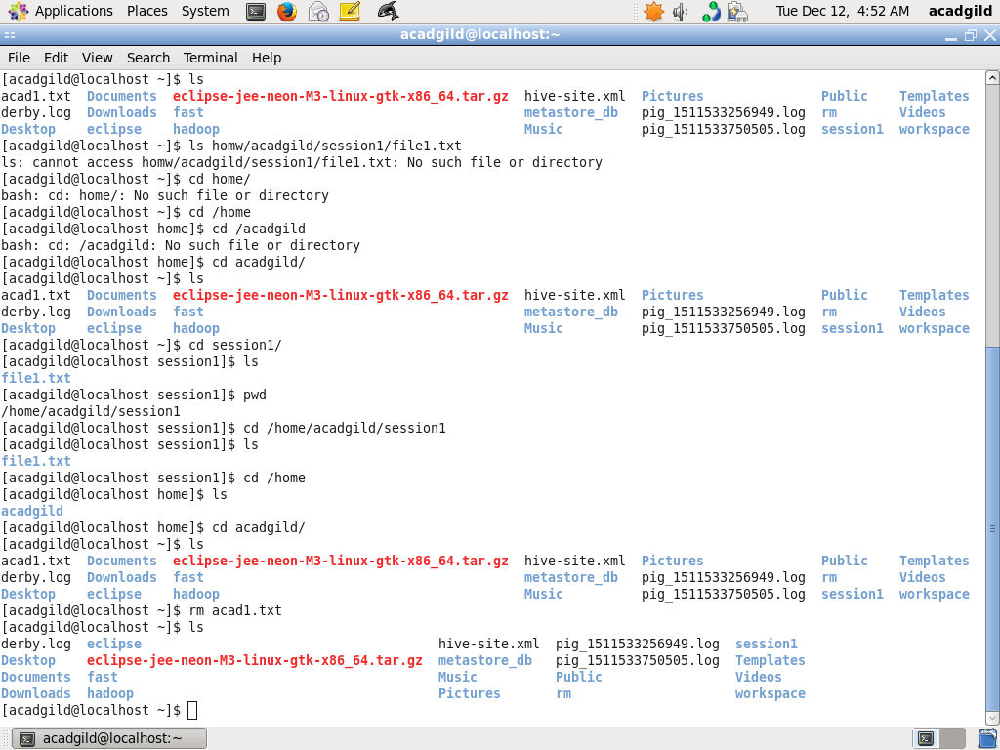 Applications Places System Tue Dec 12, 4:52 AM acadgild
acadgild@localhost:~
File Edit View Search Terminal Help
[acadgild@localhost ~]$ ls
acad1.txt Documents eclipse-jee-neon-M3-linux-gtk-x86_64.tar.gz hive-site.xml Pictures Public Templates
derby.log Downloads fast metastore_db pig_1511533256949.log rm Videos
Desktop eclipse hadoop Music pig_1511533750505.log session1 workspace
[acadgild@localhost ~]$ ls homw/acadgild/session1/file1.txt
ls: cannot access homw/acadgild/session1/file1.txt: No such file or directory
[acadgild@localhost ~]$ cd home/
bash: cd: home/: No such file or directory
[acadgild@localhost ~]$ cd /home
[acadgild@localhost home]$ cd /acadgild
bash: cd: /acadgild: No such file or directory
[acadgild@localhost home]$ cd acadgild/
[acadgild@localhost ~]$ ls
acad1.txt Documents eclipse-jee-neon-M3-linux-gtk-x86_64.tar.gz hive-site.xml Pictures Public Templates
derby.log Downloads fast metastore_db pig_1511533256949.log rm Videos
Desktop eclipse hadoop Music pig_1511533750505.log session1 workspace
[acadgild@localhost ~]$ cd session1/
[acadgild@localhost session1]$ ls
file1.txt
[acadgild@localhost session1]$ pwd
/home/acadgild/session1
[acadgild@localhost session1]$ cd /home/acadgild/session1
[acadgild@localhost session1]$ ls
file1.txt
[acadgild@localhost session1]$ cd /home
[acadgild@localhost home]$ ls
acadgild
[acadgild@localhost home]$ cd acadgild/
[acadgild@localhost ~]$ ls
acad1.txt Documents eclipse-jee-neon-M3-linux-gtk-x86_64.tar.gz hive-site.xml Pictures Public Templates
derby.log Downloads fast metastore_db pig_1511533256949.log rm Videos
Desktop eclipse hadoop Music pig_1511533750505.log session1 workspace
[acadgild@localhost ~]$ rm acad1.txt
[acadgild@localhost ~]$ ls
derby.log eclipse hive-site.xml pig_1511533256949.log session1
Desktop eclipse-jee-neon-M3-linux-gtk-x86_64.tar.gz metastore_db pig_1511533750505.log Templates
Documents fast Music Public Videos
Downloads hadoop Pictures rm workspace
[acadgild@localhost ~]$
acadgild@localhost:~